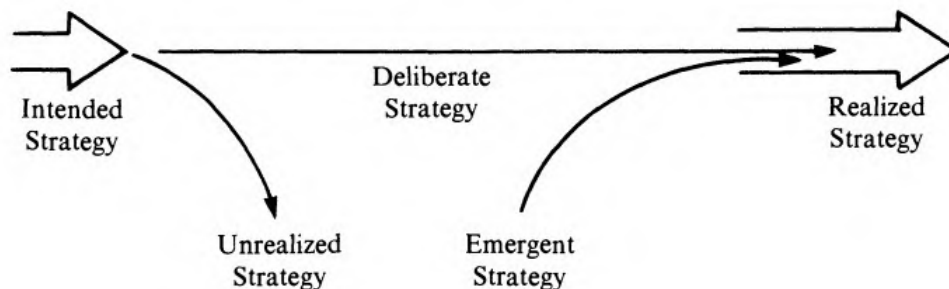 Deliberate
Strategy
Intended
Strategy
Realized
Strategy
Unrealized
Strategy
Emergent
Strategy